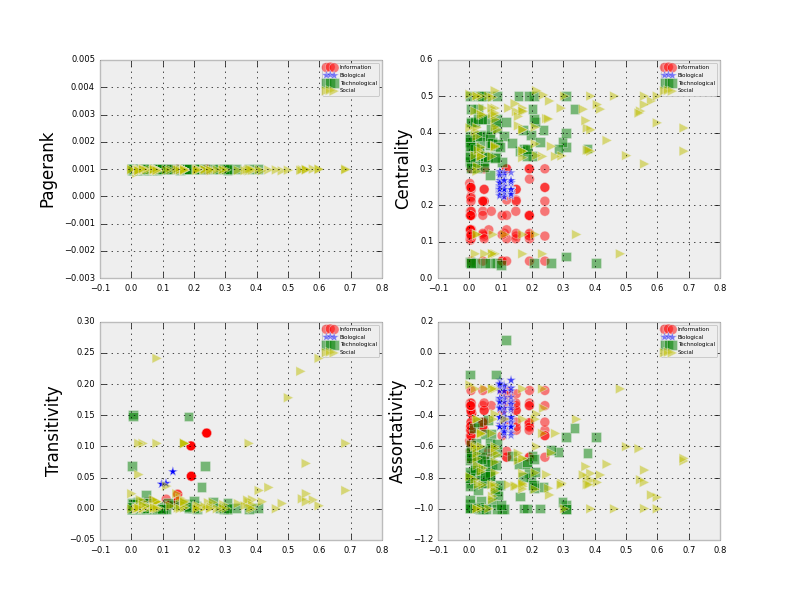 Pagerank
0.005
0.004
0.003
0.002
0.001
0.000
−0.001
−0.002
−0.003
−0.1 0.0 0.1 0.2 0.3 0.4 0.5 0.6 0.7 0.8
Information
Biological
Technological
Social
Centrality
0.6
0.5
0.4
0.3
0.2
0.1
0.0
−0.1 0.0 0.1 0.2 0.3 0.4 0.5 0.6 0.7 0.8
Information
Biological
Technological
Social
Transitivity
0.30
0.25
0.20
0.15
0.10
0.05
0.00
−0.05
−0.1 0.0 0.1 0.2 0.3 0.4 0.5 0.6 0.7 0.8
Information
Biological
Technological
Social
Assortativity
0.2
0.0
−0.2
−0.4
−0.6
−0.8
−1.0
−1.2
−0.1 0.0 0.1 0.2 0.3 0.4 0.5 0.6 0.7 0.8
Information
Biological
Technological
Social